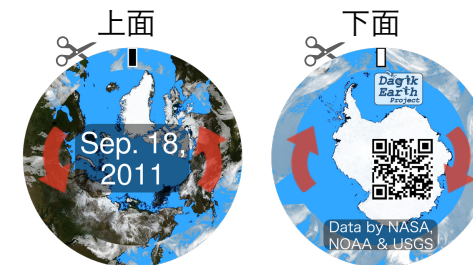 上面
下面
Sep. 18,
2011
Dagik
Earth
Project
Data by NASA,
NOAA & USGS